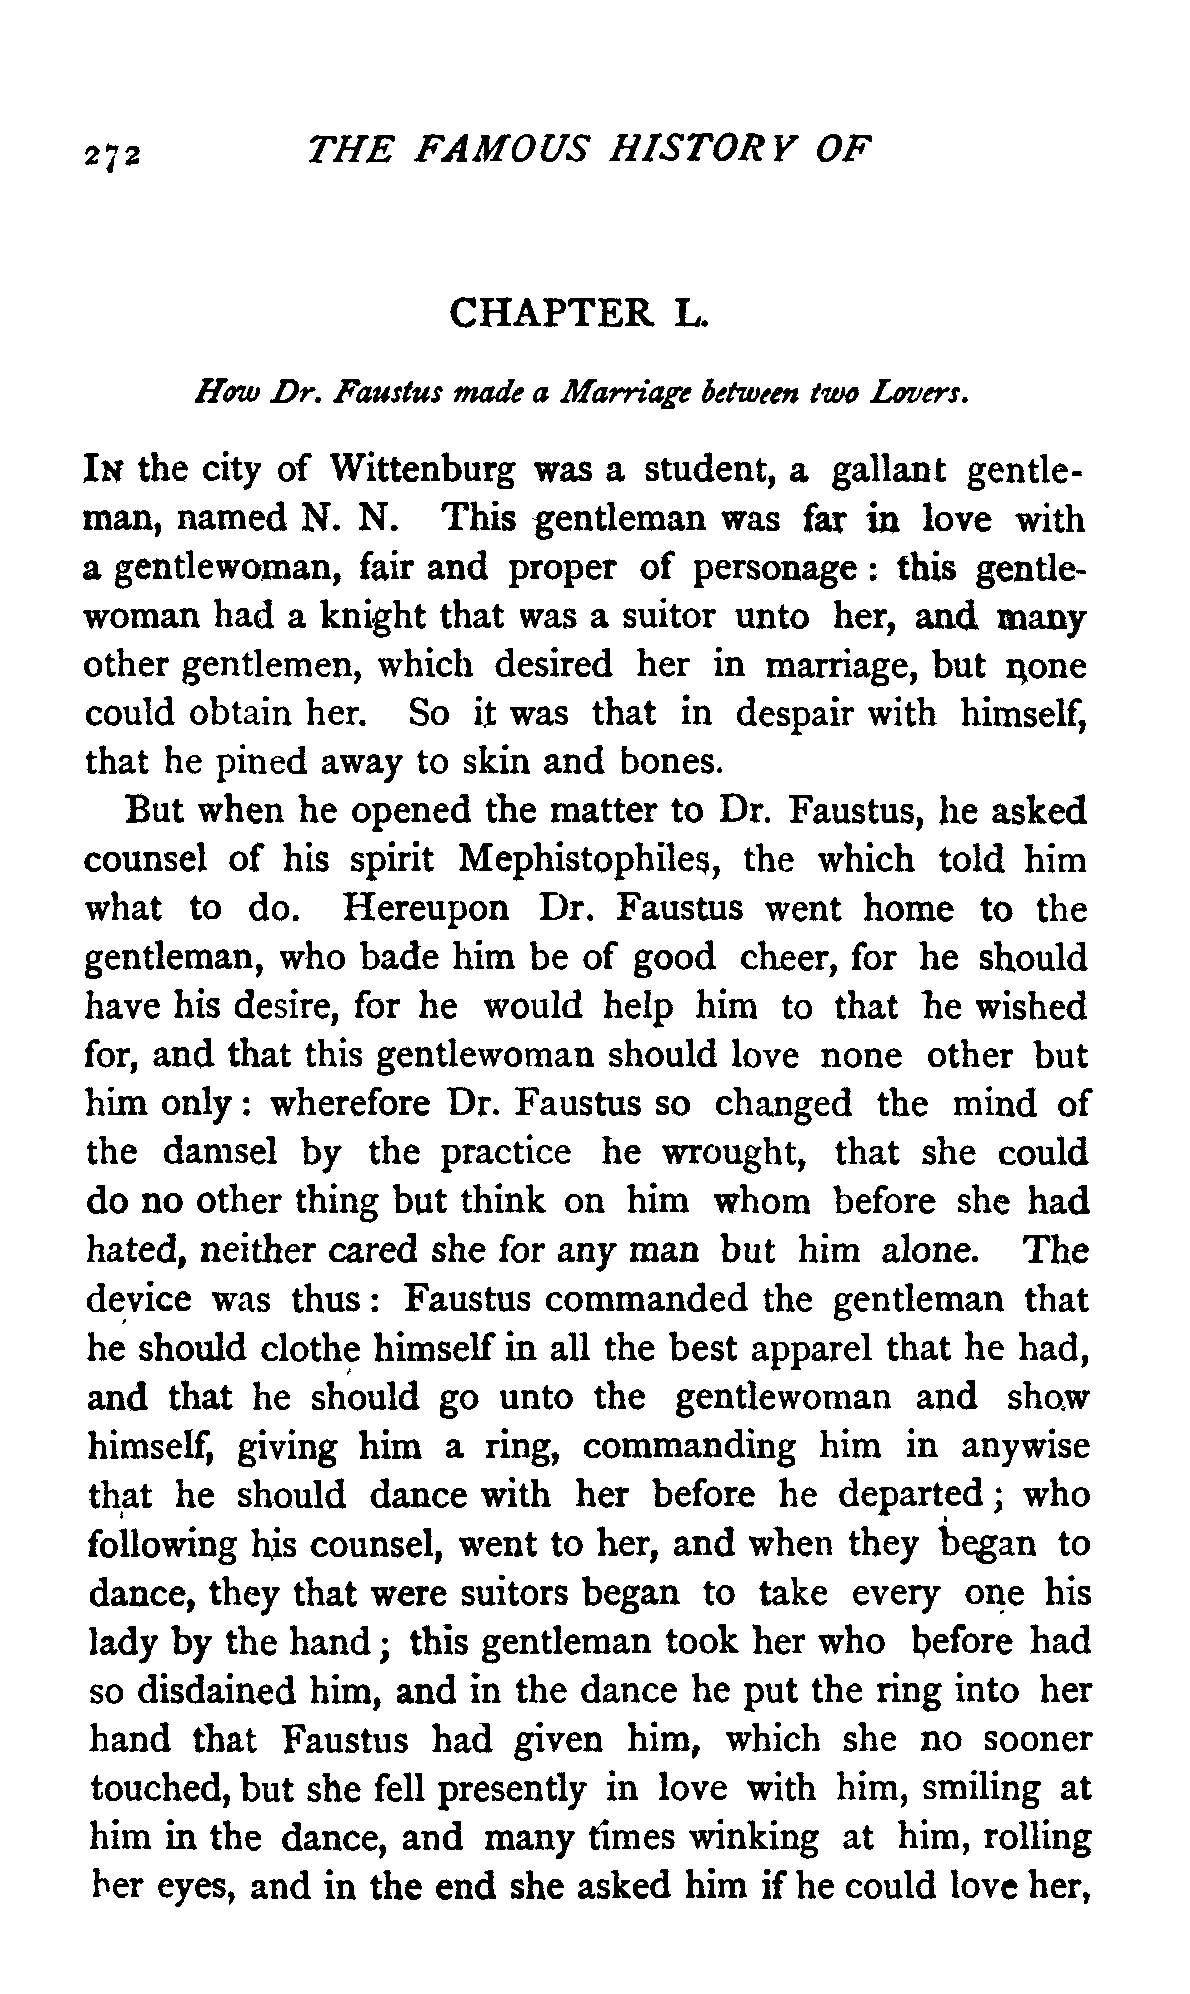 272 THE FAMOUS HISTORY OF
CHAPTER L.
How Dr. Faustus made a Marriage between two Lovers.
IN the city of Wittenburg was a student, a gallant gentle-
man, named N. N. This gentleman was far in love with
a gentlewoman, fair and proper of personage : this gentle-
woman had a knight that was a suitor unto her, and many
other gentlemen, which desired her in marriage, but none
could obtain her. So it was that in despair with himself,
that he pined away to skin and bones.
But when he opened the matter to Dr. Faustus, he asked
counsel of his spirit Mephistophiles, the which told him
what to do. Hereupon Dr. Faustus went home to the
gentleman, who bade him be of good cheer, for he should
have his desire, for he would help him to that he wished
for, and that this gentlewoman should love none other but
him only : wherefore Dr. Faustus so changed the mind of
the damsel by the practice he wrought, that she could
do no other thing but think on him whom before she had
hated, neither cared she for any man but him alone. The
device was thus : Faustus commanded the gentleman that
he should clothe himself in all the best apparel that he had,
and that he should go unto the gentlewoman and show
himself, giving him a ring, commanding him in anywise
that he should dance with her before he departed ; who
following his counsel, went to her, and when they began to
dance, they that were suitors began to take every one his
lady by the hand ; this gentleman took her who before had
so disdained him, and in the dance he put the ring into her
hand that Faustus had given him, which she no sooner
touched, but she fell presently in love with him, smiling at
him in the dance, and many times winking at him, rolling
her eyes, and in the end she asked him if he could love her,